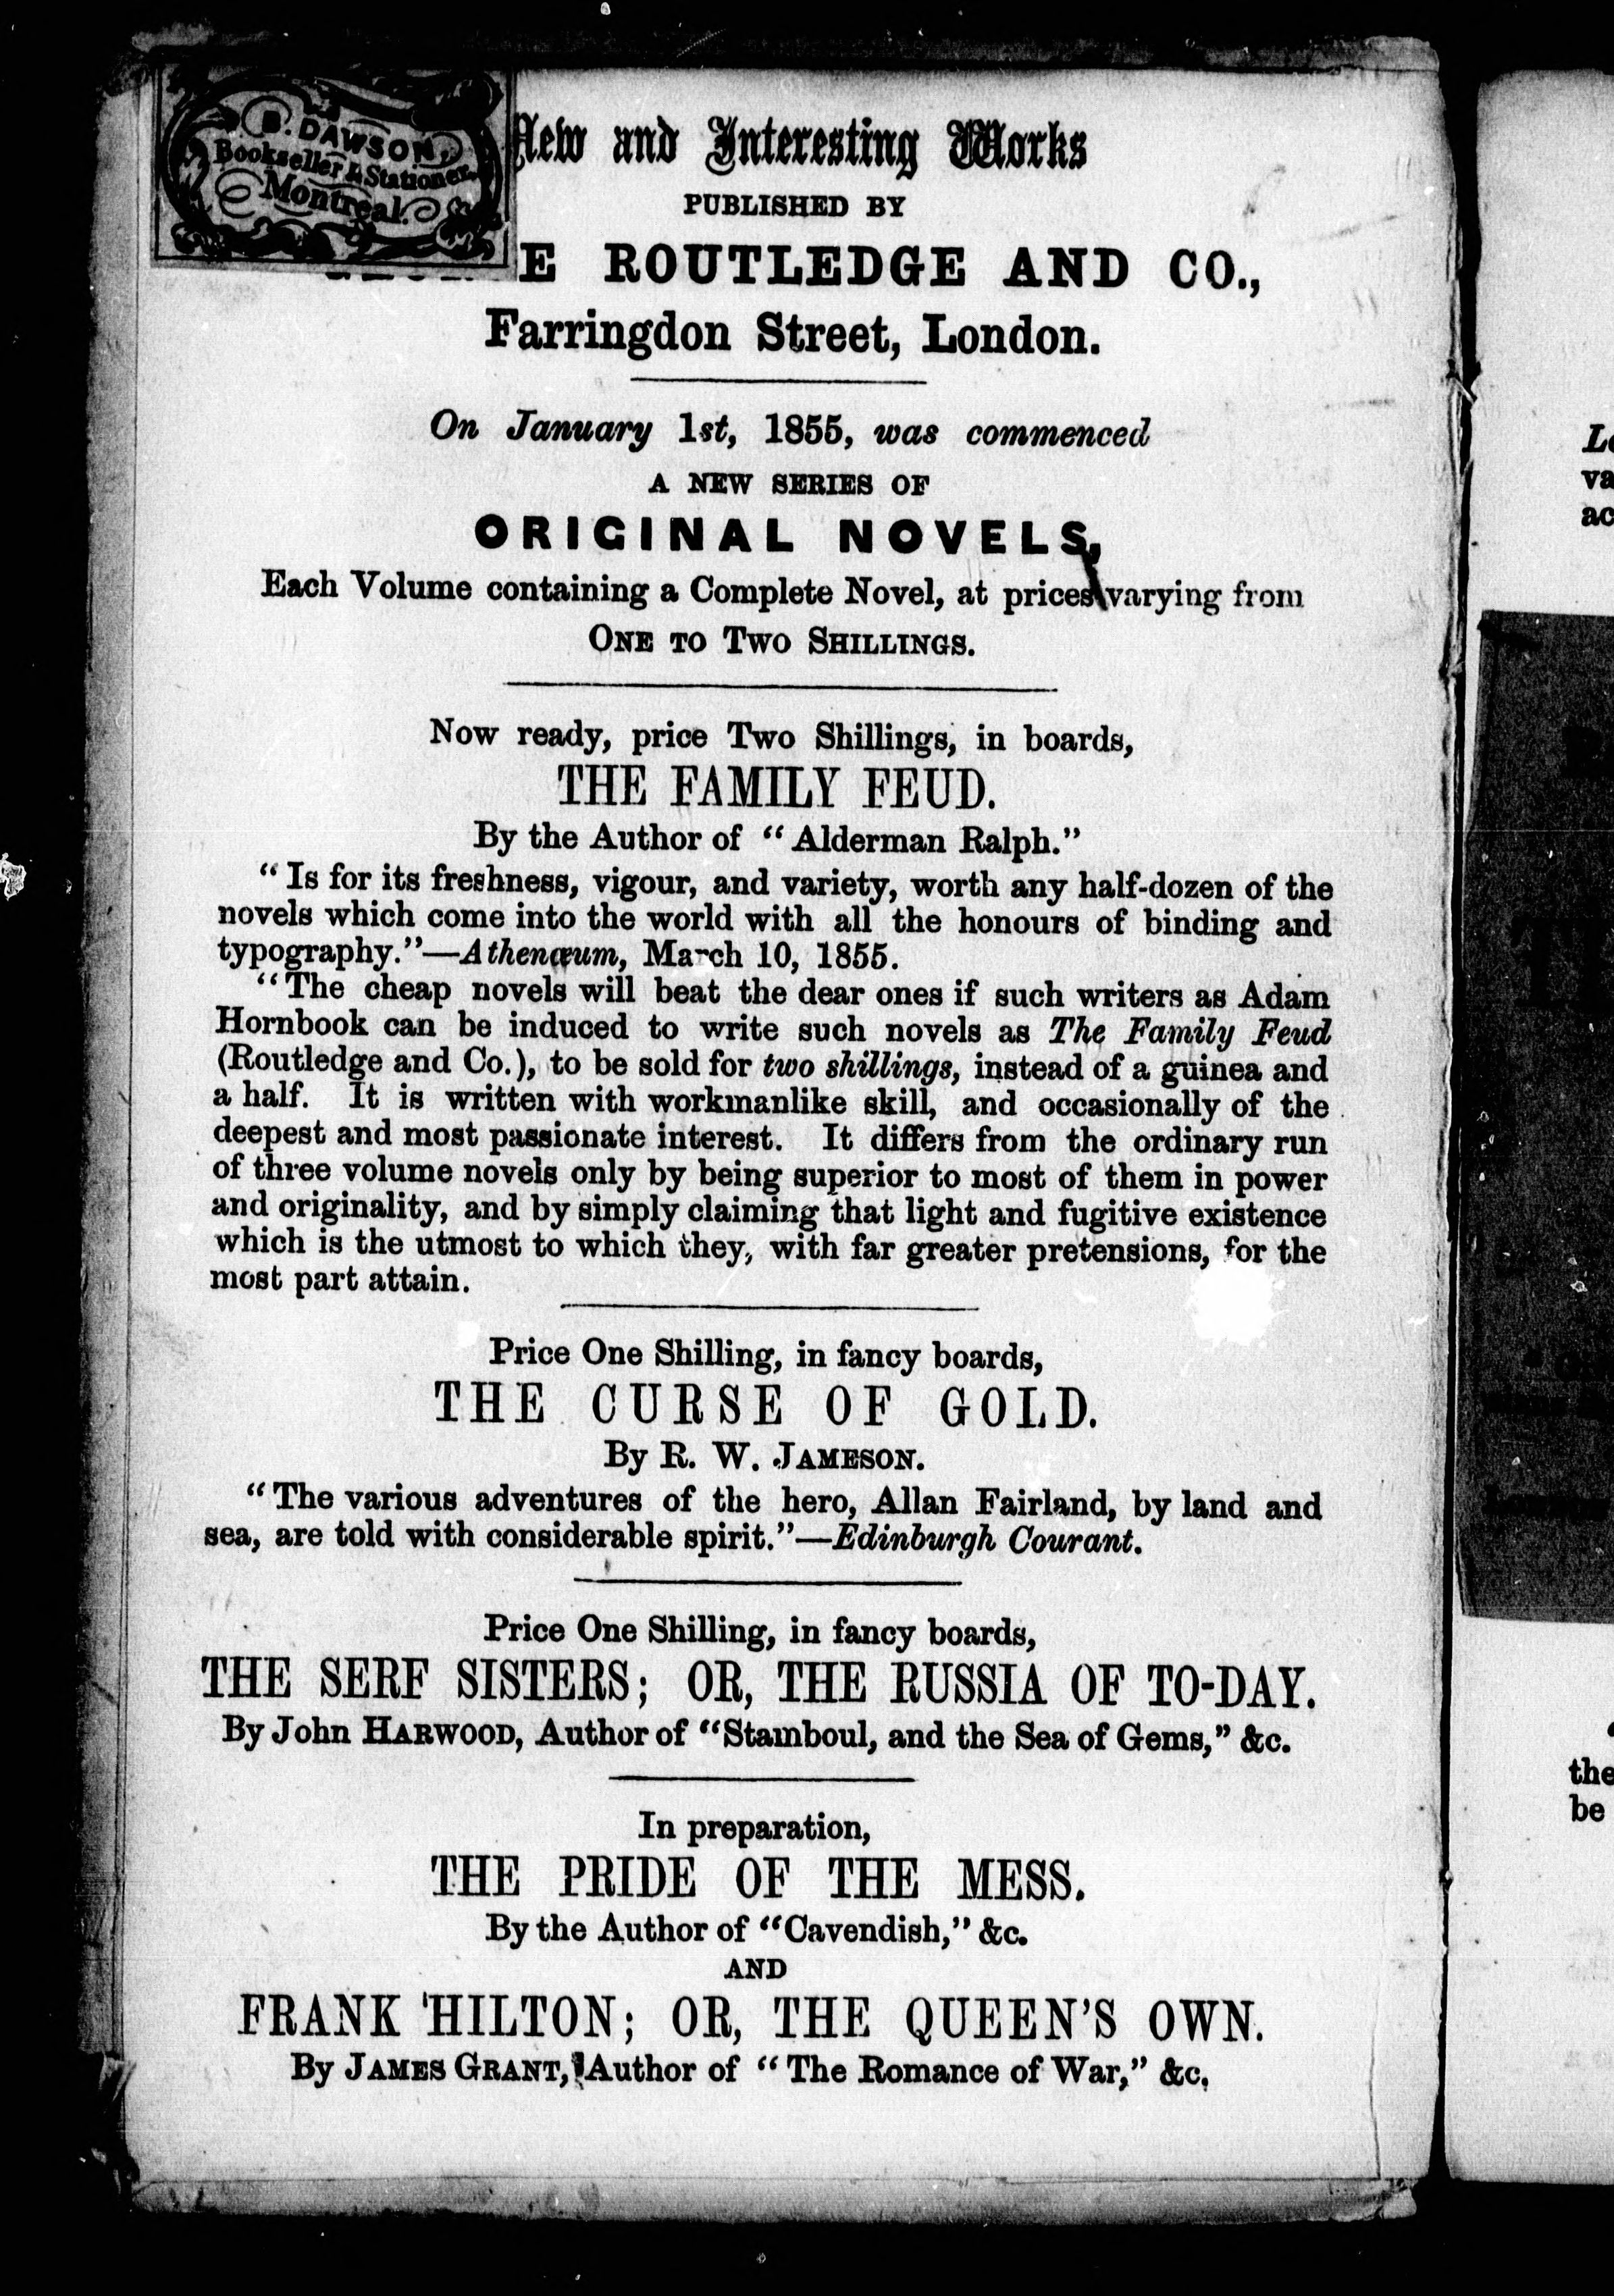 B. DAWSON,
Bookseller & Stationer,
Montreal.
New and Interesting Works
PUBLISHED BY
E ROUTLEDGE AND CO.,
Farringdon Street, London.
On January 1st, 1855, was commenced
A NEW SERIES OF
ORIGINAL NOVELS,
Each Volume containing a Complete Novel, at prices varying from
ONE TO TWO SHILLINGS.
Now ready, price Two Shillings, in boards,
THE FAMILY FEUD.
By the Author of "Alderman Ralph."
"Is for its freshness, vigour, and variety, worth any half-dozen of the
novels which come into the world with all the honours of binding and
typography."—Athenæum, March 10, 1855.
"The cheap novels will beat the dear ones if such writers as Adam
Hornbook can be induced to write such novels as The Family Feud
(Routledge and Co.), to be sold for two shillings, instead of a guinea and
a half. It is written with workmanlike skill, and occasionally of the
deepest and most passionate interest. It differs from the ordinary run
of three volume novels only by being superior to most of them in power
and originality, and by simply claiming that light and fugitive existence
which is the utmost to which they, with far greater pretensions, for the
most part attain.
Price One Shilling, in fancy boards,
THE CURSE OF GOLD.
By R. W. JAMESON.
"The various adventures of the hero, Allan Fairland, by land and
sea, are told with considerable spirit."—Edinburgh Courant.
Price One Shilling, in fancy boards,
THE SERF SISTERS; OR, THE RUSSIA OF TO-DAY.
By John HARWOOD, Author of "Stamboul, and the Sea of Gems," &c.
In preparation,
THE PRIDE OF THE MESS.
By the Author of "Cavendish," &c.
AND
FRANK HILTON; OR, THE QUEEN'S OWN.
By JAMES GRANT, Author of "The Romance of War," &c.
va
ac
the
be